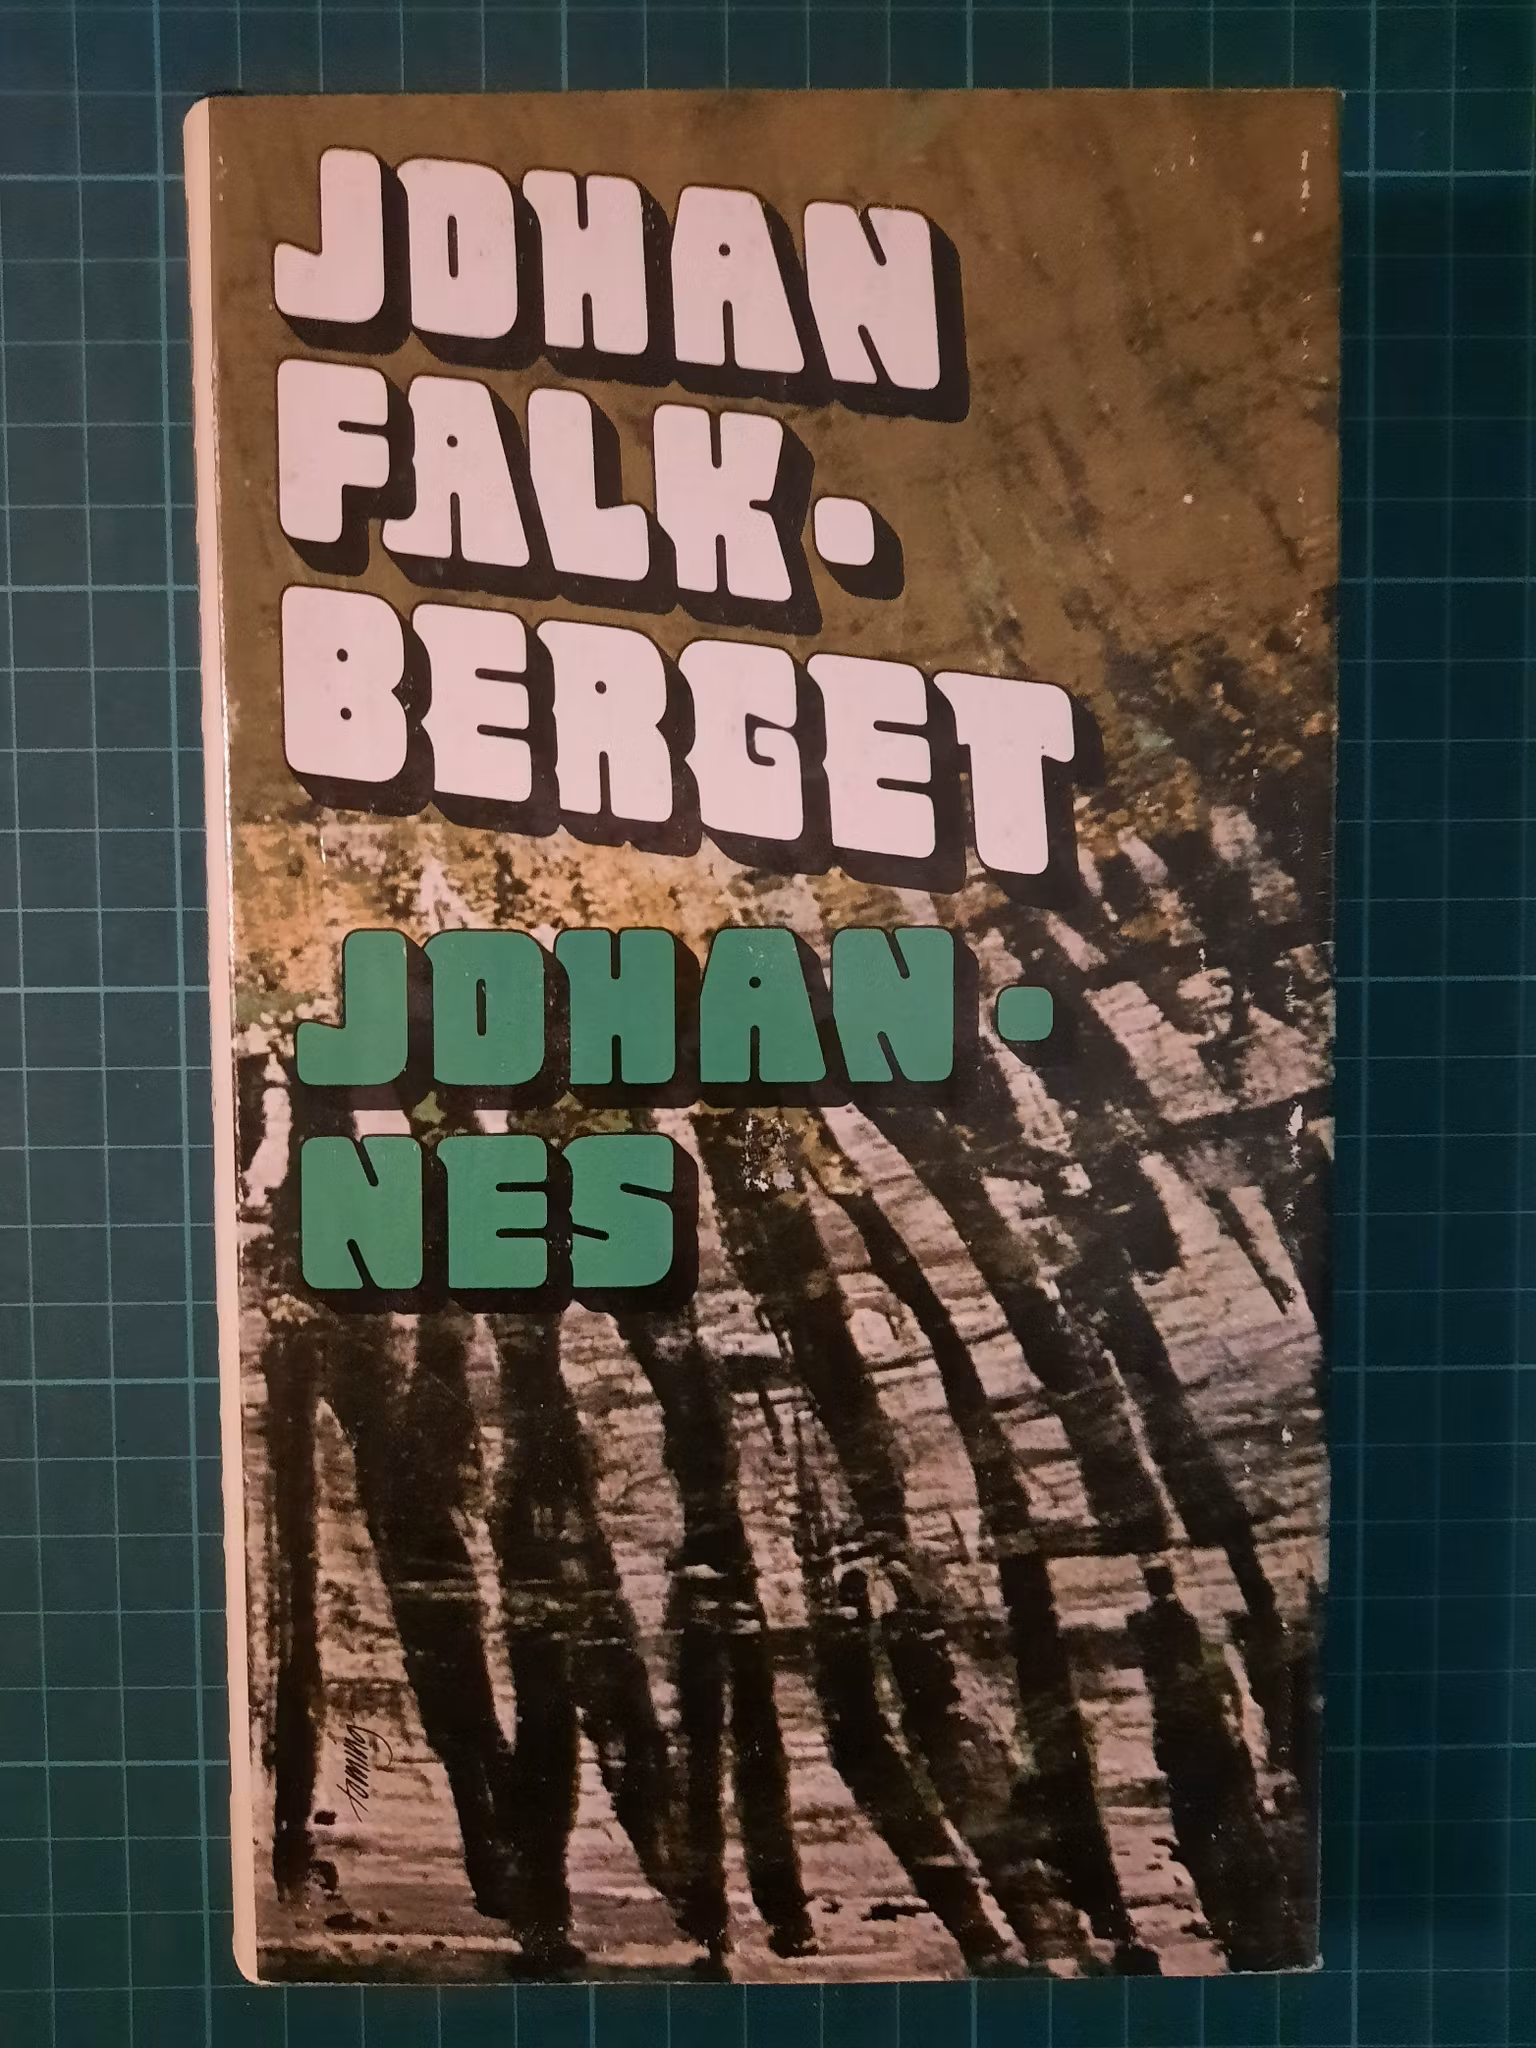 JOHAN
FALK·
BERGET
JOHAN·
NES